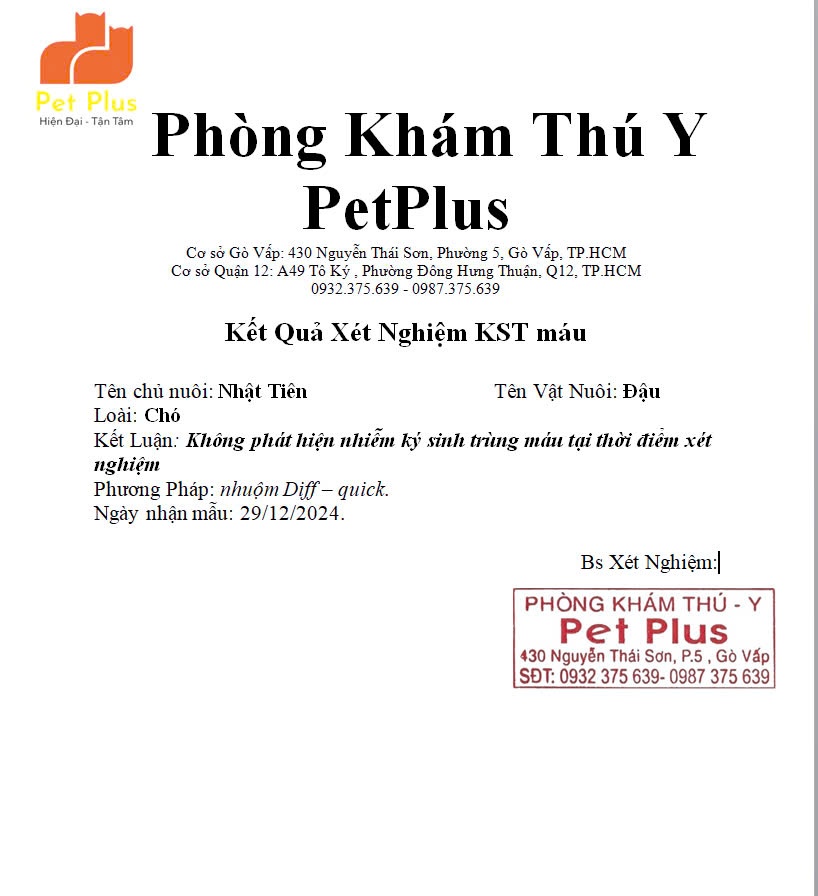 Pet Plus
Hiện Đại - Tận Tâm
Phòng Khám Thú Y
PetPlus
Cơ sở Gò Vấp: 430 Nguyễn Thái Sơn, Phường 5, Gò Vấp, TP.HCM
Cơ sở Quận 12: A49 Tô Ký , Phường Đông Hưng Thuận, Q12, TP.HCM
0932.375.639 - 0987.375.639
Kết Quả Xét Nghiệm KST máu
Tên chủ nuôi: Nhật Tiên Tên Vật Nuôi: Đậu
Loài: Chó
Kết Luận: Không phát hiện nhiễm ký sinh trùng máu tại thời điểm xét
nghiệm
Phương Pháp: nhuộm Diff – quick.
Ngày nhận mẫu: 29/12/2024.
Bs Xét Nghiệm:
PHÒNG KHÁM THÚ - Y
Pet Plus
430 Nguyễn Thái Sơn, P.5 , Gò Vấp
SĐT: 0932 375 639- 0987 375 639